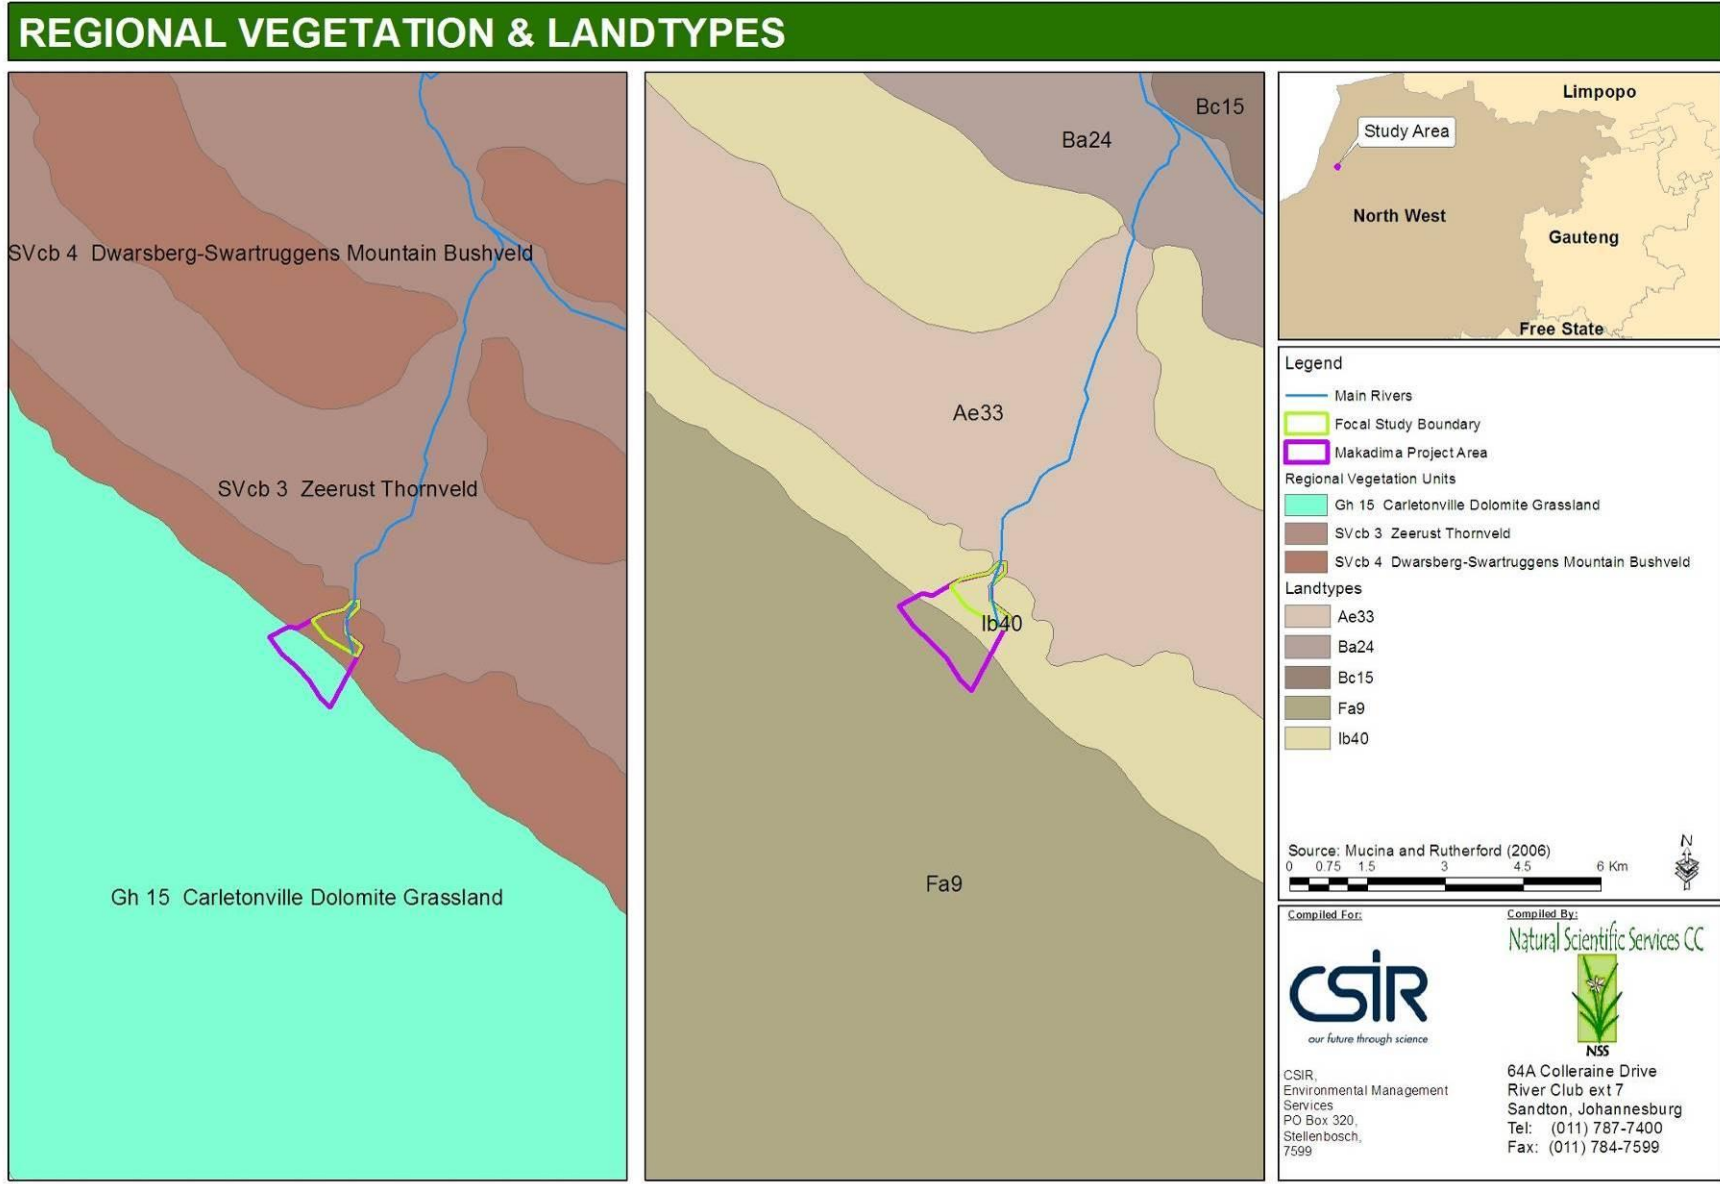 REGIONAL VEGETATION & LANDTYPES
SVcb 4 Dwarsberg-Swartruggens Mountain Bushveld
SVcb 3 Zeerust Thornveld
Gh 15 Carletonville Dolomite Grassland
Bc15
Ba24
Ae33
Ib40
Fa9
Limpopo
Study Area
North West
Gauteng
Free State
Legend
Main Rivers
Focal Study Boundary
Makadima Project Area
Regional Vegetation Units
Gh 15 Carletonville Dolomite Grassland
SVcb 3 Zeerust Thornveld
SVcb 4 Dwarsberg-Swartruggens Mountain Bushveld
Landtypes
Ae33
Ba24
Bc15
Fa9
Ib40
Source: Mucina and Rutherford (2006)
0 0.75 1.5 3 4.5 6 Km
N
Compiled For:
CSIR
our future through science
CSIR,
Environmental Management
Services
PO Box 320,
Stellenbosch,
7599
Compiled By:
Natural Scientific Services CC
NSS
64A Colleraine Drive
River Club ext 7
Sandton, Johannesburg
Tel: (011) 787-7400
Fax: (011) 784-7599